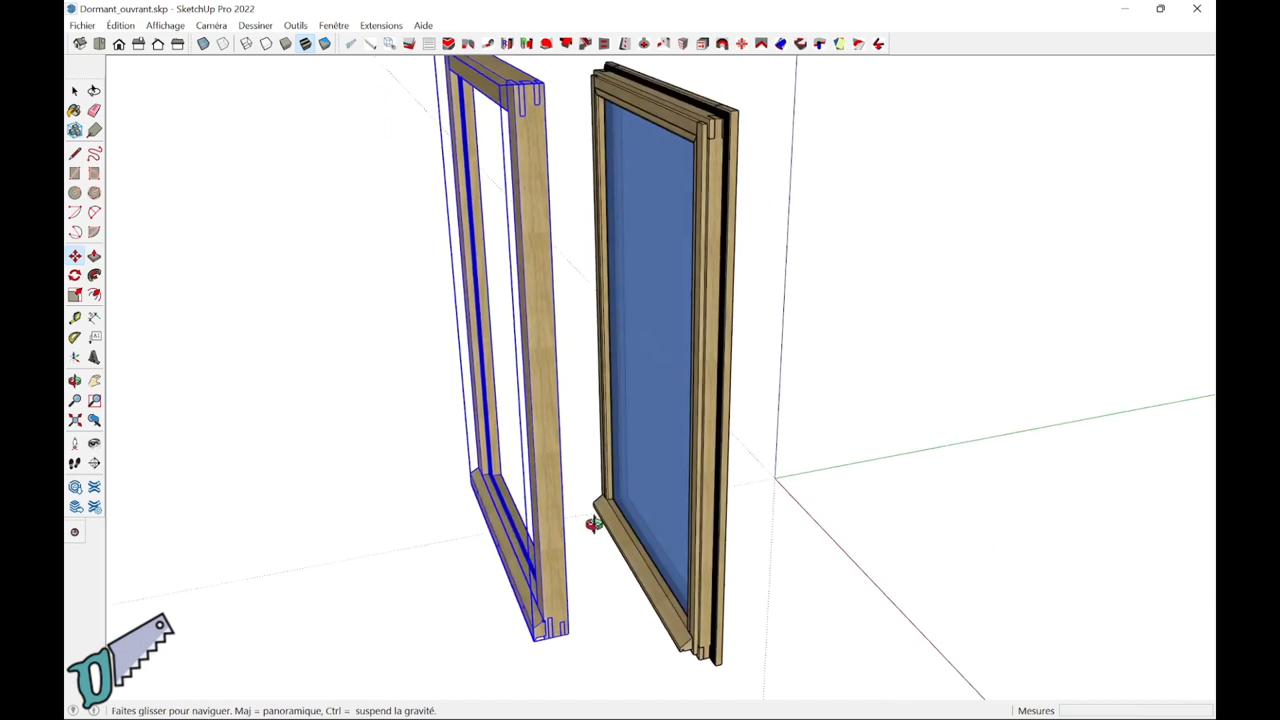 Dormant_ouvrant.skp - SketchUp Pro 2022
Fichier Édition Affichage Caméra Dessiner Outils Fenêtre Extensions Aide
Faites glisser pour naviguer. Maj = panoramique, Ctrl = suspend la gravité.
Mesures